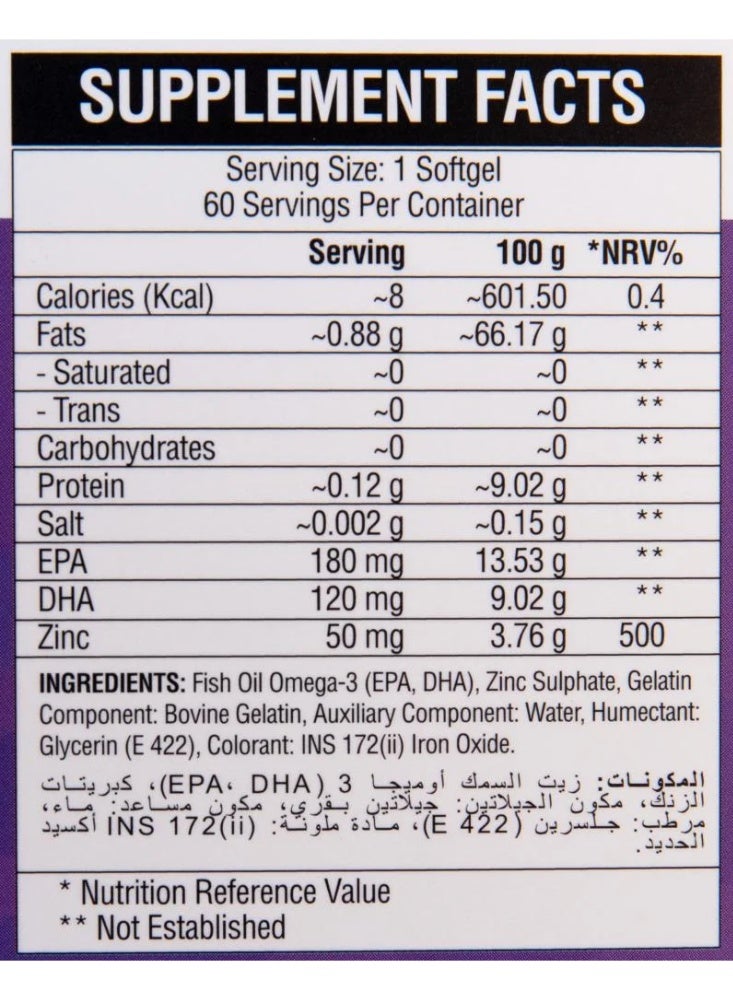 SUPPLEMENT FACTS
Serving Size: 1 Softgel
60 Servings Per Container
Serving 100 g *NRV%
Calories (Kcal) ~8 ~601.50 0.4
Fats ~0.88 g ~66.17 g **
- Saturated ~0 ~0 **
- Trans ~0 ~0 **
Carbohydrates ~0 ~0 **
Protein ~0.12 g ~9.02 g **
Salt ~0.002 g ~0.15 g **
EPA 180 mg 13.53 g **
DHA 120 mg 9.02 g **
Zinc 50 mg 3.76 g 500
INGREDIENTS: Fish Oil Omega-3 (EPA, DHA), Zinc Sulphate, Gelatin
Component: Bovine Gelatin, Auxiliary Component: Water, Humectant:
Glycerin (E 422), Colorant: INS 172(ii) Iron Oxide.
المكونات: زيت السمك أوميجا 3 (EPA، DHA)، كبريتات
الزنك، مكون الجيلاتين: جيلاتين بقري، مكون مساعد: ماء،
مرطب: جلسرين (E 422)، مادة ملونة: INS 172(ii) أكسيد
الحديد.
* Nutrition Reference Value
** Not Established